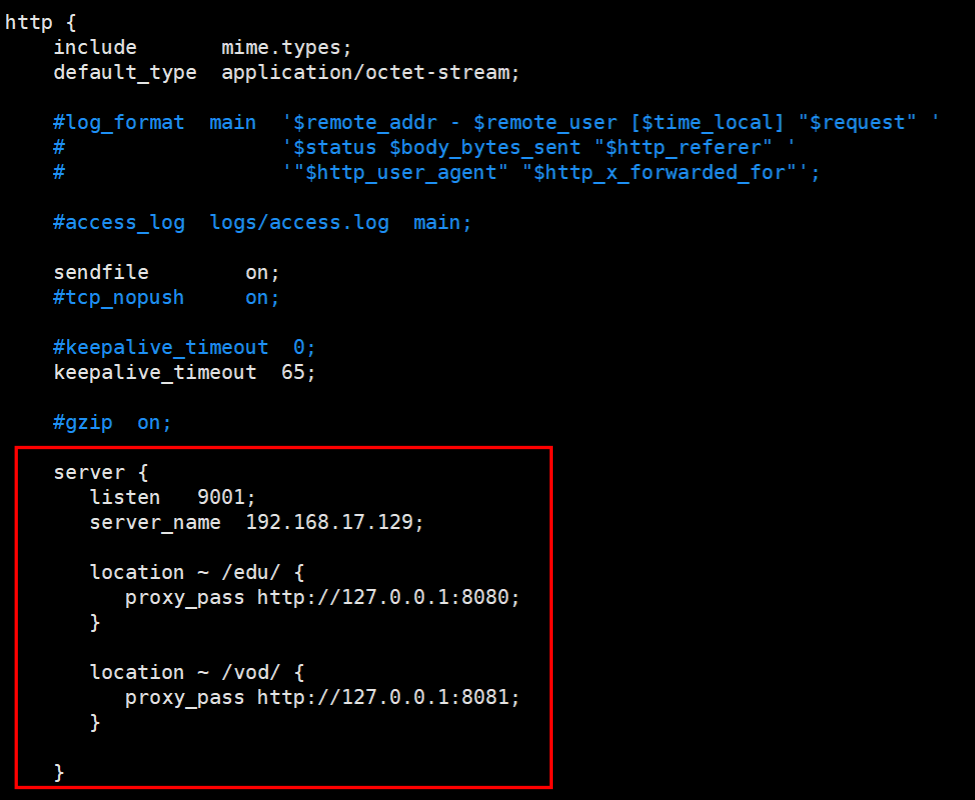 http {
    include       mime.types;
    default_type  application/octet-stream;

    #log_format  main  '$remote_addr - $remote_user [$time_local] "$request" '
    #                  '$status $body_bytes_sent "$http_referer" '
    #                  '"$http_user_agent" "$http_x_forwarded_for"';

    #access_log  logs/access.log  main;

    sendfile        on;
    #tcp_nopush     on;

    #keepalive_timeout  0;
    keepalive_timeout  65;

    #gzip  on;

    server {
       listen   9001;
       server_name  192.168.17.129;

       location ~ /edu/ {
          proxy_pass http://127.0.0.1:8080;
       }

       location ~ /vod/ {
          proxy_pass http://127.0.0.1:8081;
       }

    }